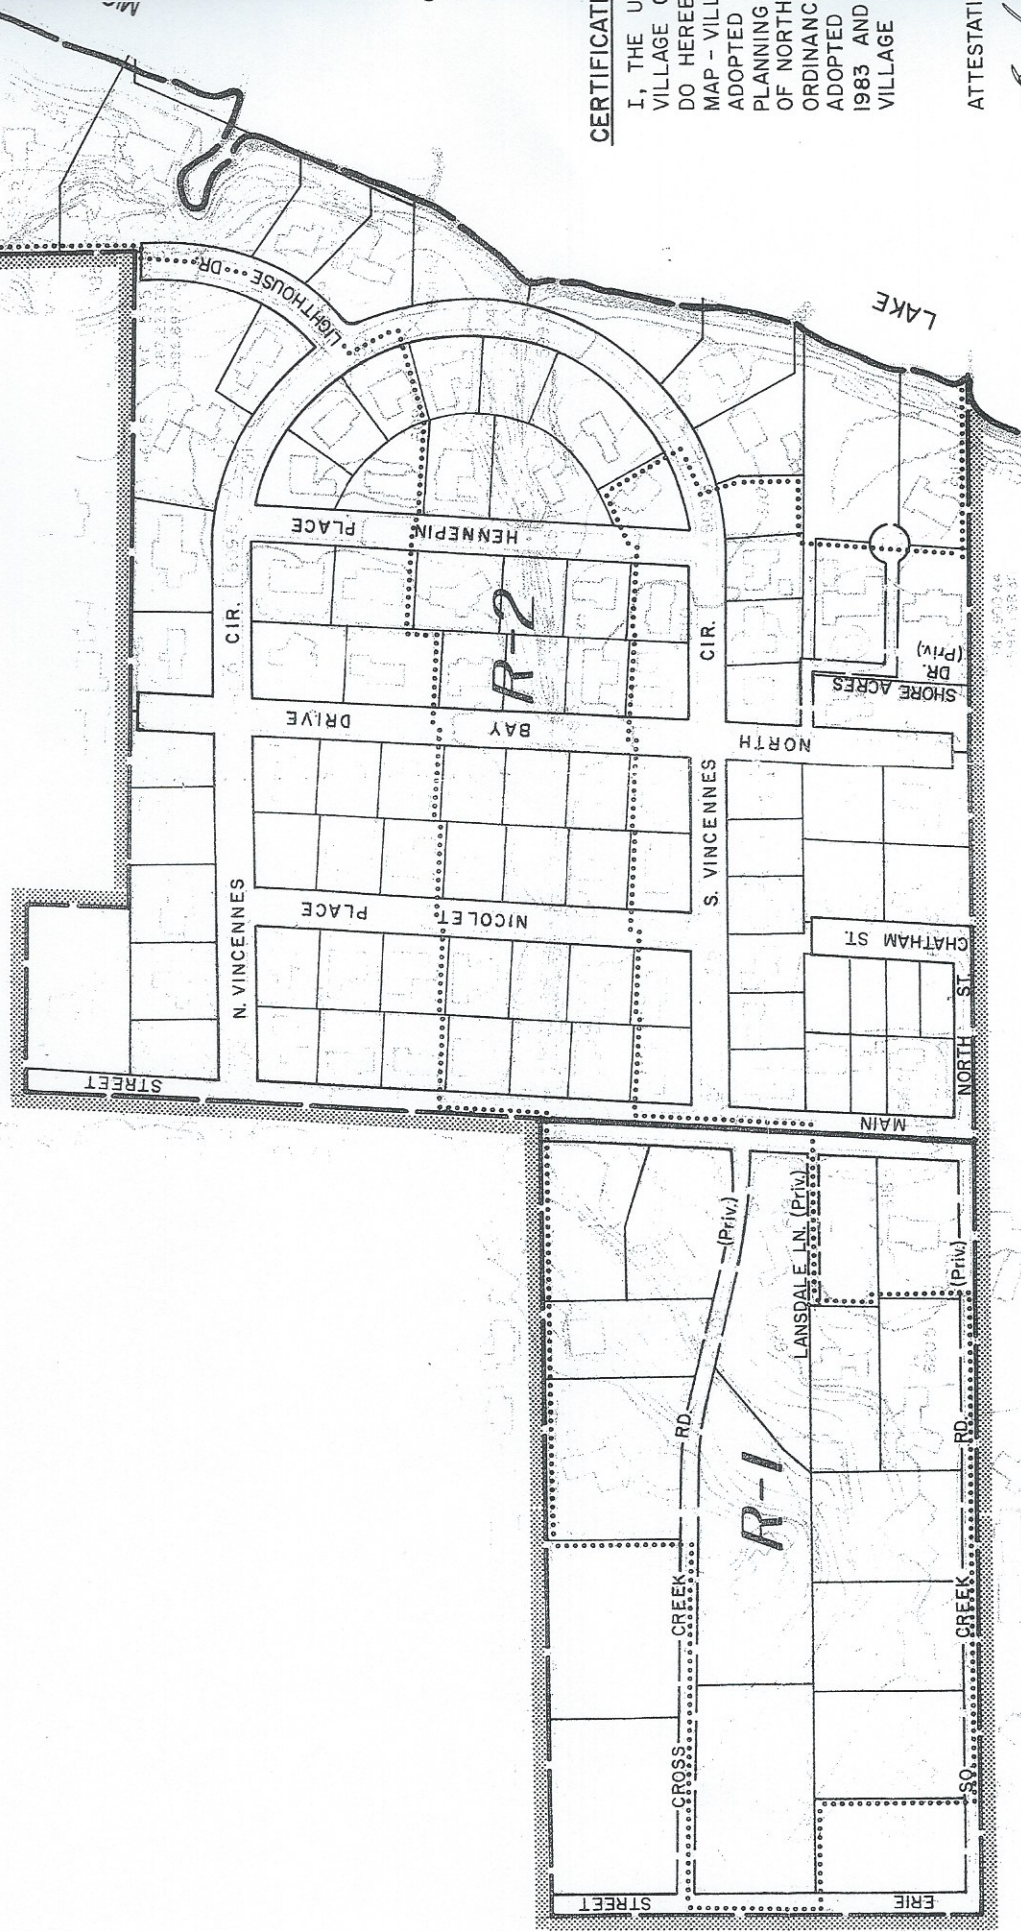 CERTIFICATI
I, THE U
VILLAGE O
DO HEREB
MAP - VILL
ADOPTED
PLANNING
OF NORTH
ORDINANC
ADOPTED
1983 AND
VILLAGE
ATTESTATI
MIC
LAKE
LIGHTHOUSE DR.
HENNEPIN PLACE
N. VINCENNES CIR.
S. VINCENNES CIR.
NORTH BAY DRIVE
R-2
SHORE ACRES
DR.
(Priv)
NICOLET PLACE
CHATHAM ST.
NORTH ST.
MAIN STREET
(Priv.)
LANSDALE LN. (Priv.)
(Priv.)
R-1
CROSS CREEK RD.
SO. CREEK RD.
ERIE STREET
5205